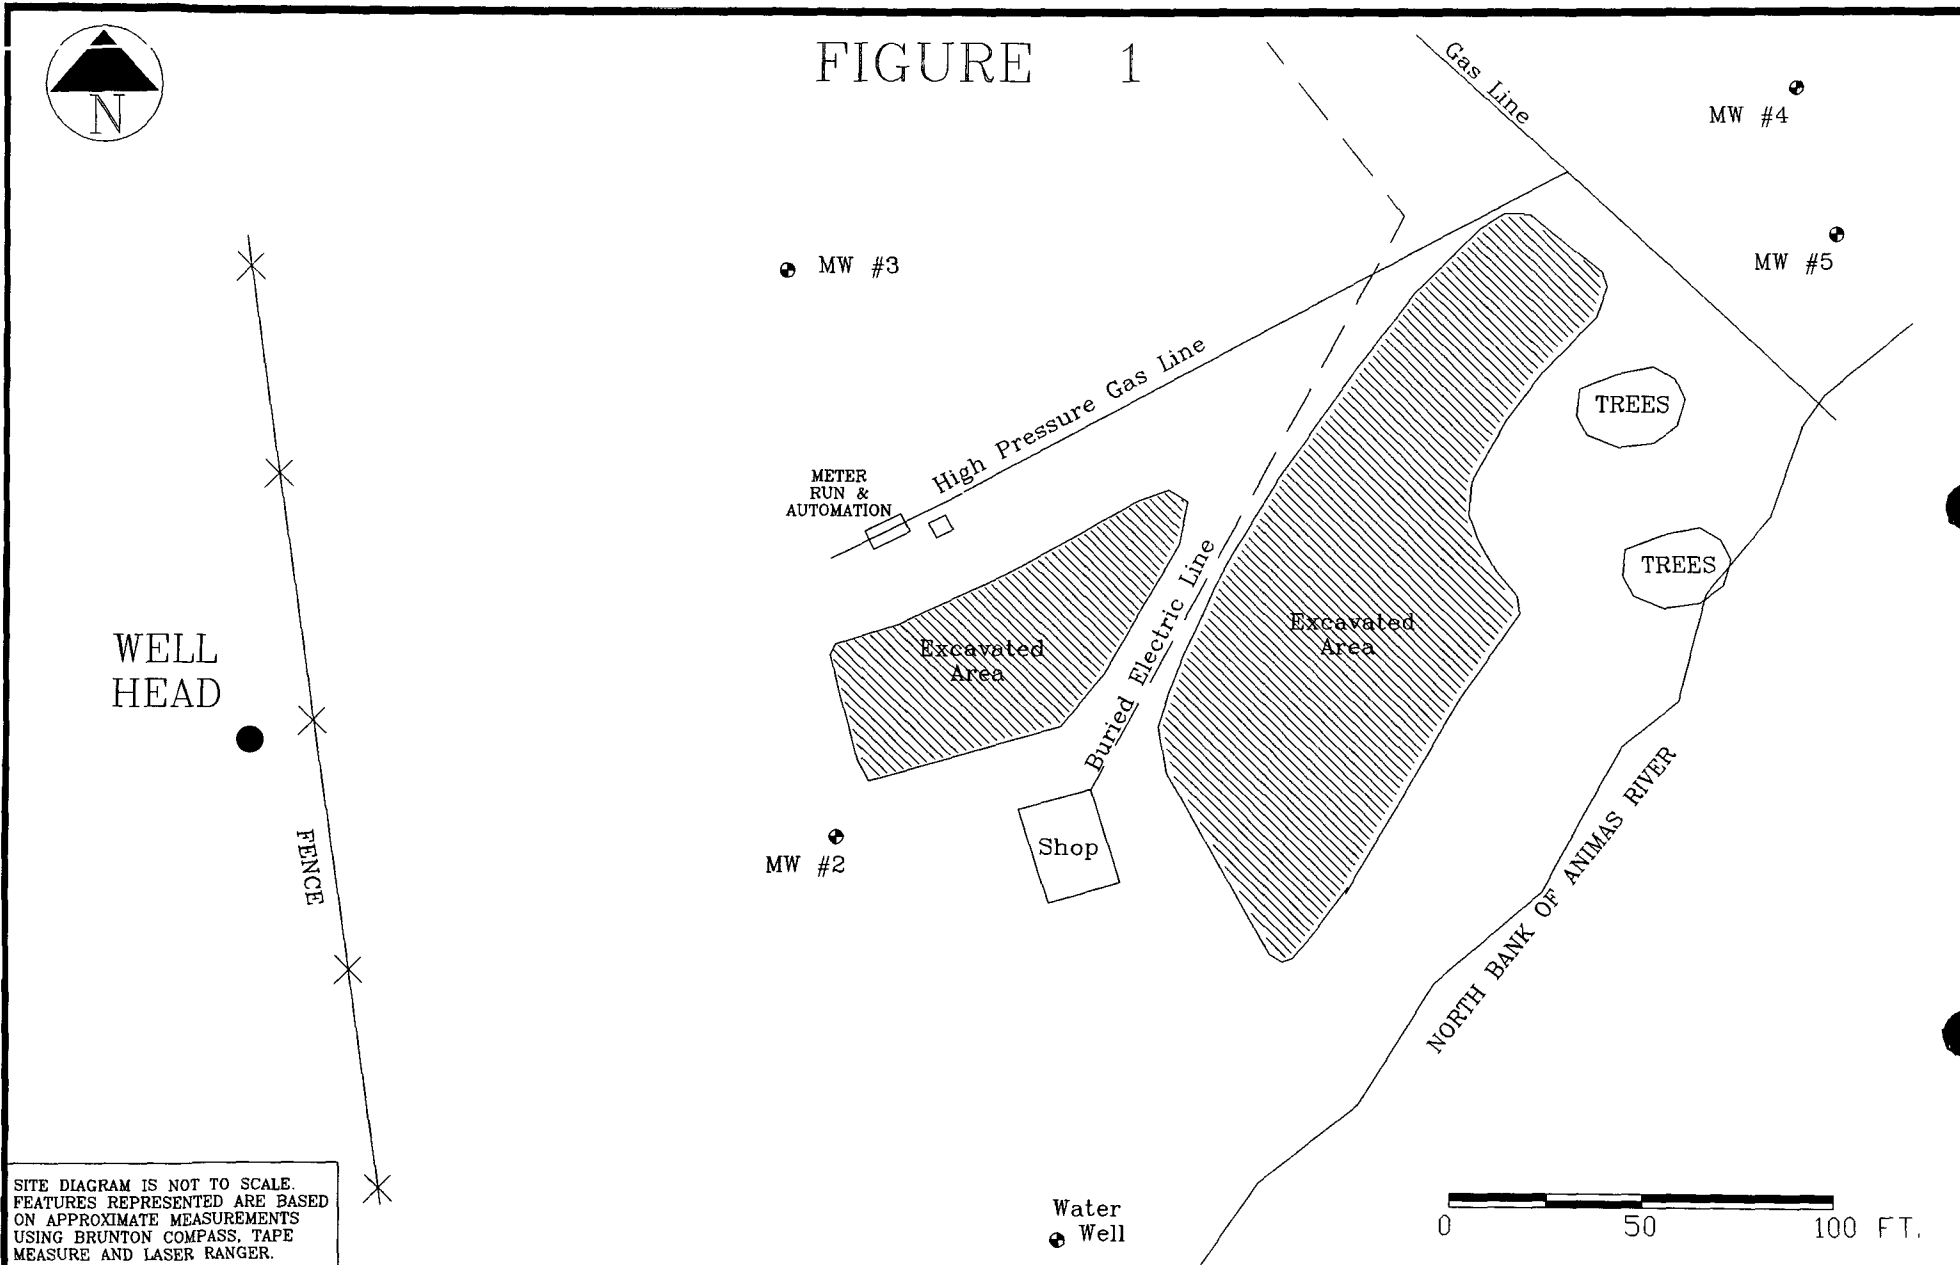 FIGURE 1
N
Gas Line
MW #4
MW #3
MW #5
High Pressure Gas Line
TREES
METER
RUN &
AUTOMATION
TREES
Buried Electric Line
Excavated
Area
Excavated
Area
WELL
HEAD
FENCE
Shop
MW #2
NORTH BANK OF ANIMAS RIVER
SITE DIAGRAM IS NOT TO SCALE.
FEATURES REPRESENTED ARE BASED
ON APPROXIMATE MEASUREMENTS
USING BRUNTON COMPASS, TAPE
MEASURE AND LASER RANGER.
Water
Well
0 50 100 FT.